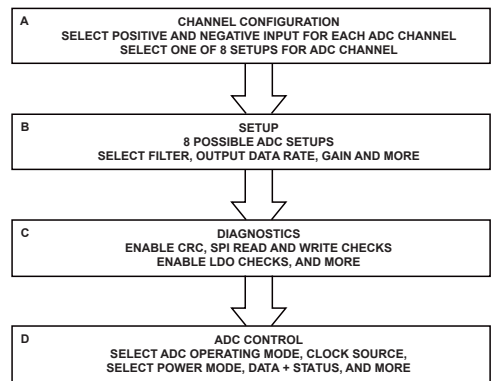 A
CHANNEL CONFIGURATION
SELECT POSITIVE AND NEGATIVE INPUT FOR EACH ADC CHANNEL
SELECT ONE OF 8 SETUPS FOR ADC CHANNEL
B
SETUP
8 POSSIBLE ADC SETUPS
SELECT FILTER, OUTPUT DATA RATE, GAIN AND MORE
C
DIAGNOSTICS
ENABLE CRC, SPI READ AND WRITE CHECKS
ENABLE LDO CHECKS, AND MORE
D
ADC CONTROL
SELECT ADC OPERATING MODE, CLOCK SOURCE,
SELECT POWER MODE, DATA + STATUS, AND MORE